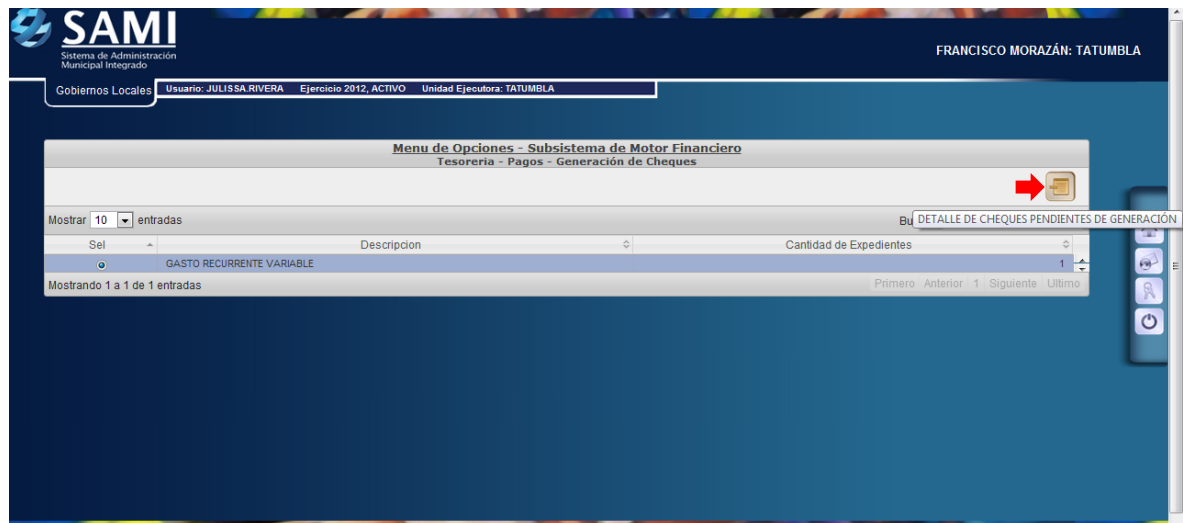 SAMI
Sistema de Administración
Municipal Integrado
FRANCISCO MORAZÁN: TATUMBLA
Gobiernos Locales
Usuario: JULISSA.RIVERA Ejercicio 2012, ACTIVO Unidad Ejecutora: TATUMBLA
Menu de Opciones - Subsistema de Motor Financiero
Tesoreria - Pagos - Generación de Cheques
Mostrar 10 entradas
Bu
DETALLE DE CHEQUES PENDIENTES DE GENERACIÓN
Sel Descripcion Cantidad de Expedientes
GASTO RECURRENTE VARIABLE 1
Mostrando 1 a 1 de 1 entradas
Primero Anterior 1 Siguiente Ultimo